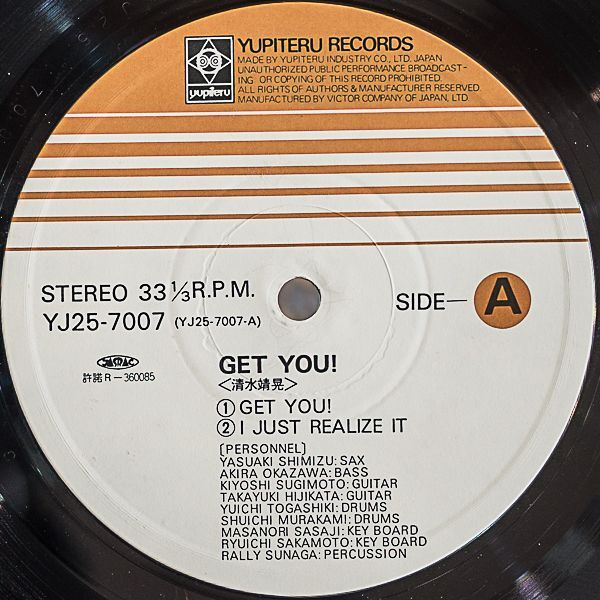 YUPITERU RECORDS
MADE BY YUPITERU INDUSTRY CO., LTD. JAPAN
UNAUTHORIZED PUBLIC PERFORMANCE BROADCAST-
ING OR COPYING OF THIS RECORD PROHIBITED.
ALL RIGHTS OF AUTHORS & MANUFACTURER RESERVED.
MANUFACTURED BY VICTOR COMPANY OF JAPAN, LTD.
yupiteru
STEREO 33 1/3 R.P.M.
YJ25-7007 (YJ25-7007-A)
SIDE—A
JASRAC
許諾R-360085
GET YOU!
<清水靖晃>
① GET YOU!
② I JUST REALIZE IT
(PERSONNEL)
YASUAKI SHIMIZU: SAX
AKIRA OKAZAWA: BASS
KIYOSHI SUGIMOTO: GUITAR
TAKAYUKI HIJIKATA: GUITAR
YUICHI TOGASHIKI: DRUMS
SHUICHI MURAKAMI: DRUMS
MASANORI SASAJI: KEY BOARD
RYUICHI SAKAMOTO: KEY BOARD
RALLY SUNAGA: PERCUSSION